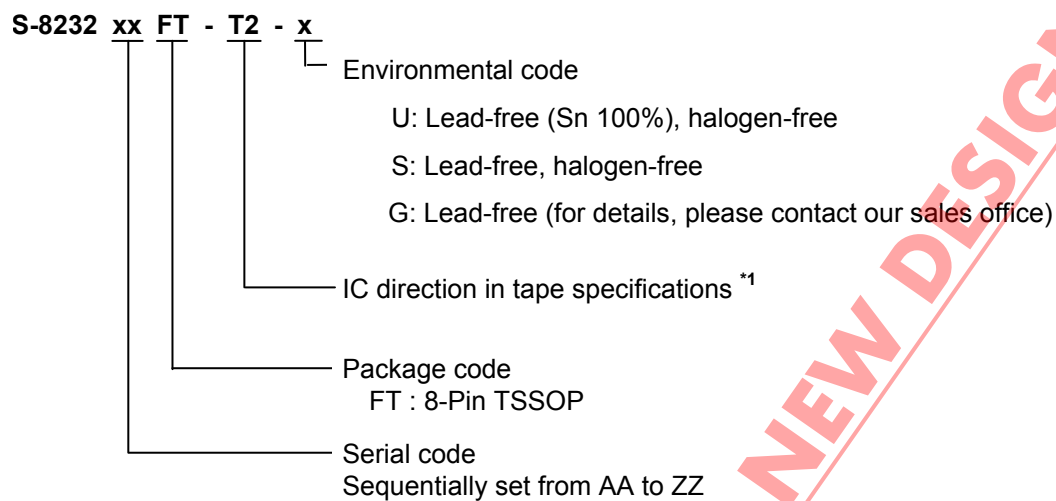 S-8232 xx FT - T2 - x
Environmental code
U: Lead-free (Sn 100%), halogen-free
S: Lead-free, halogen-free
G: Lead-free (for details, please contact our sales office)
IC direction in tape specifications *1
Package code
FT : 8-Pin TSSOP
Serial code
Sequentially set from AA to ZZ
NEW DESIG